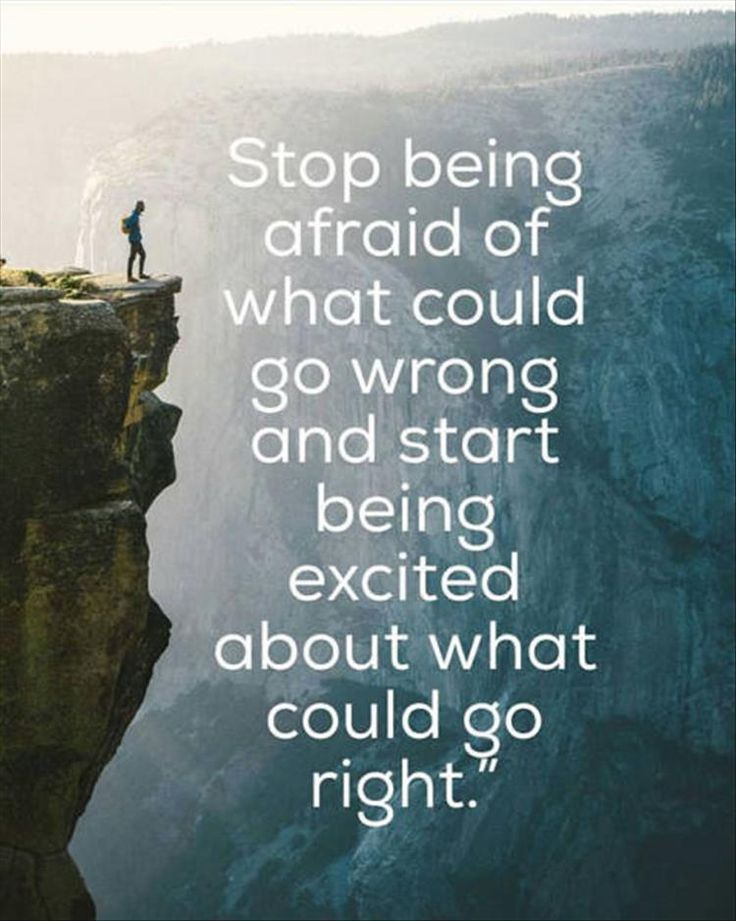 Stop being
afraid of
what could
go wrong
and start
being
excited
about what
could go
right.”